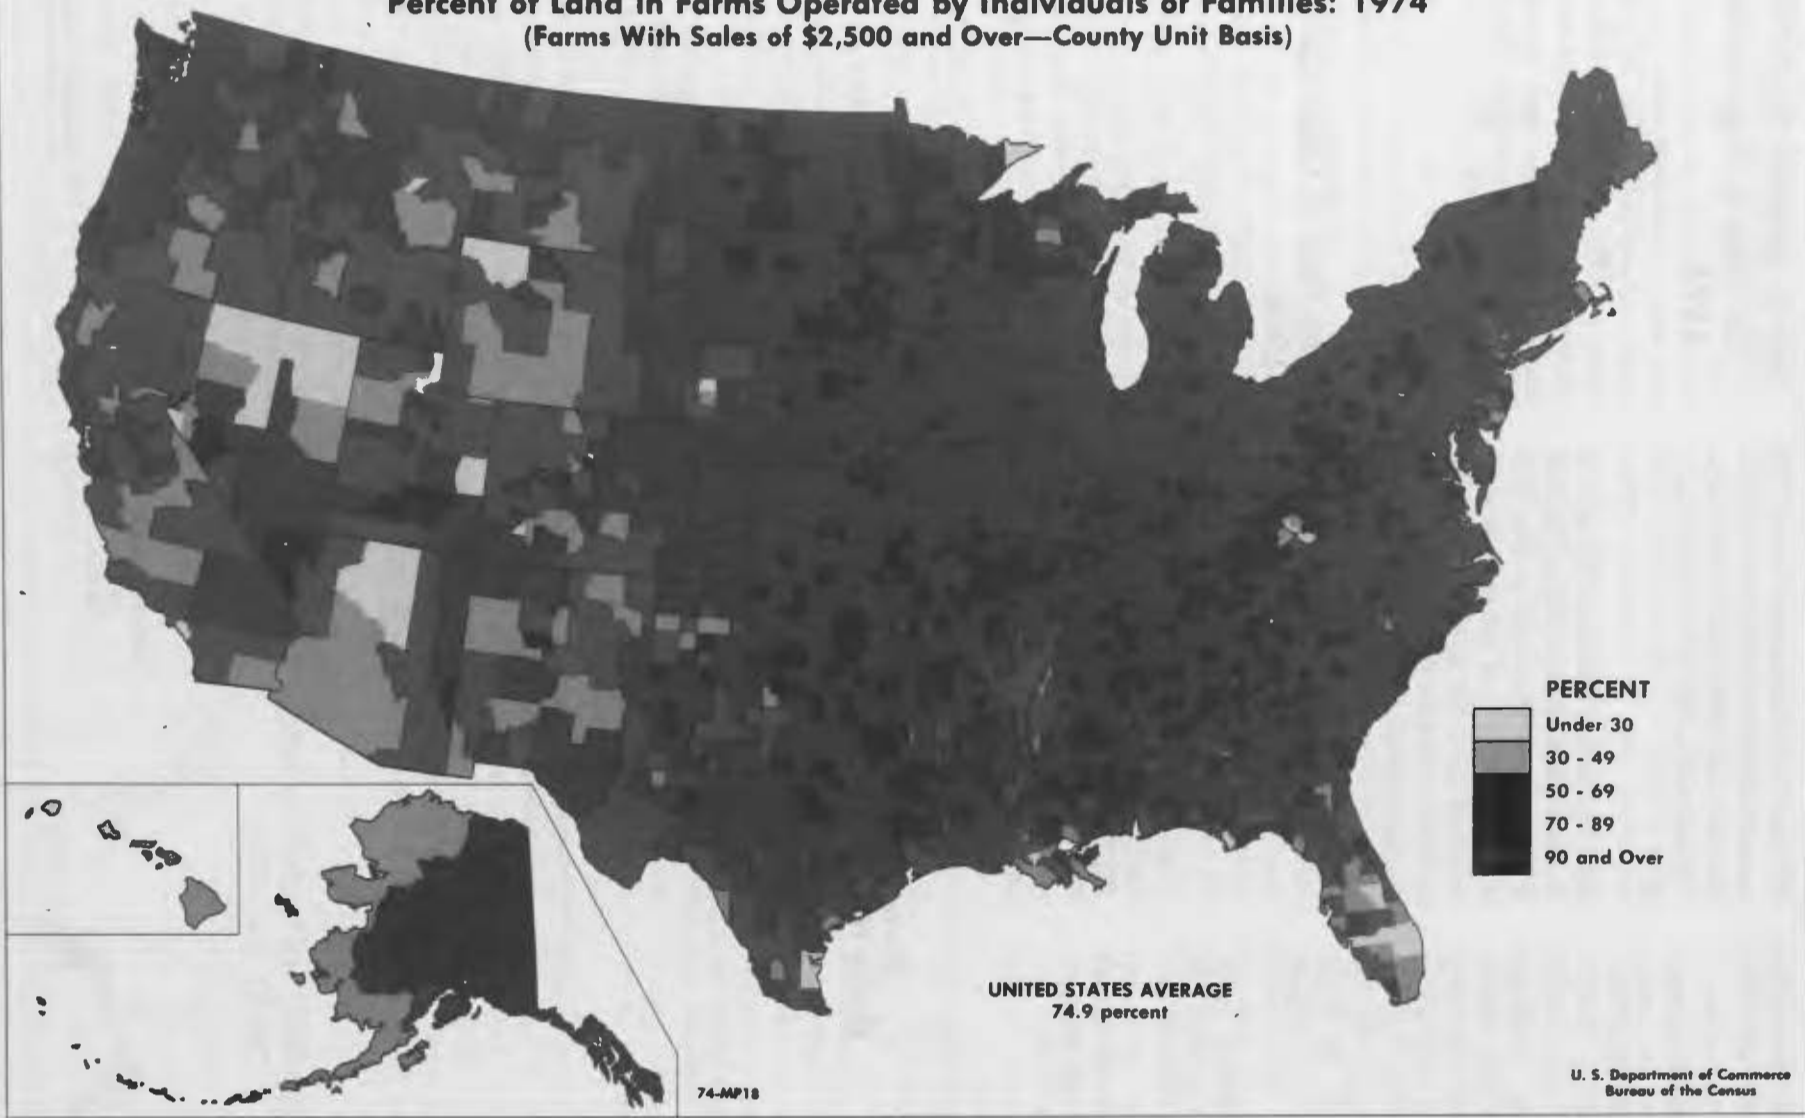 Percent of Land in Farms Operated by Individuals or Families: 1974
(Farms With Sales of $2,500 and Over—County Unit Basis)
PERCENT
Under 30
30 - 49
50 - 69
70 - 89
90 and Over
UNITED STATES AVERAGE
74.9 percent
74-MP18
U. S. Department of Commerce
Bureau of the Census